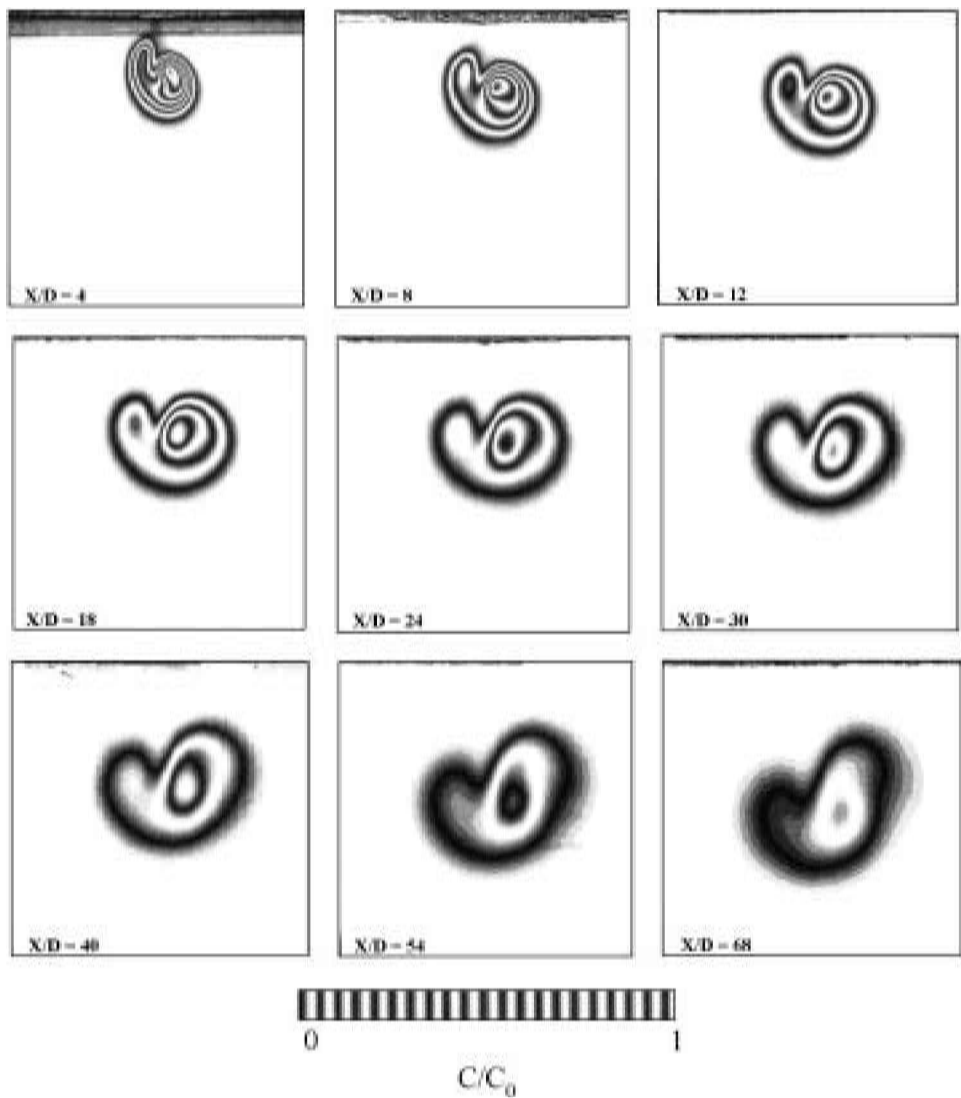 X/D = 4
X/D = 8
X/D = 12
X/D = 18
X/D = 24
X/D = 30
X/D = 40
X/D = 54
X/D = 68
0 1
C/C₀